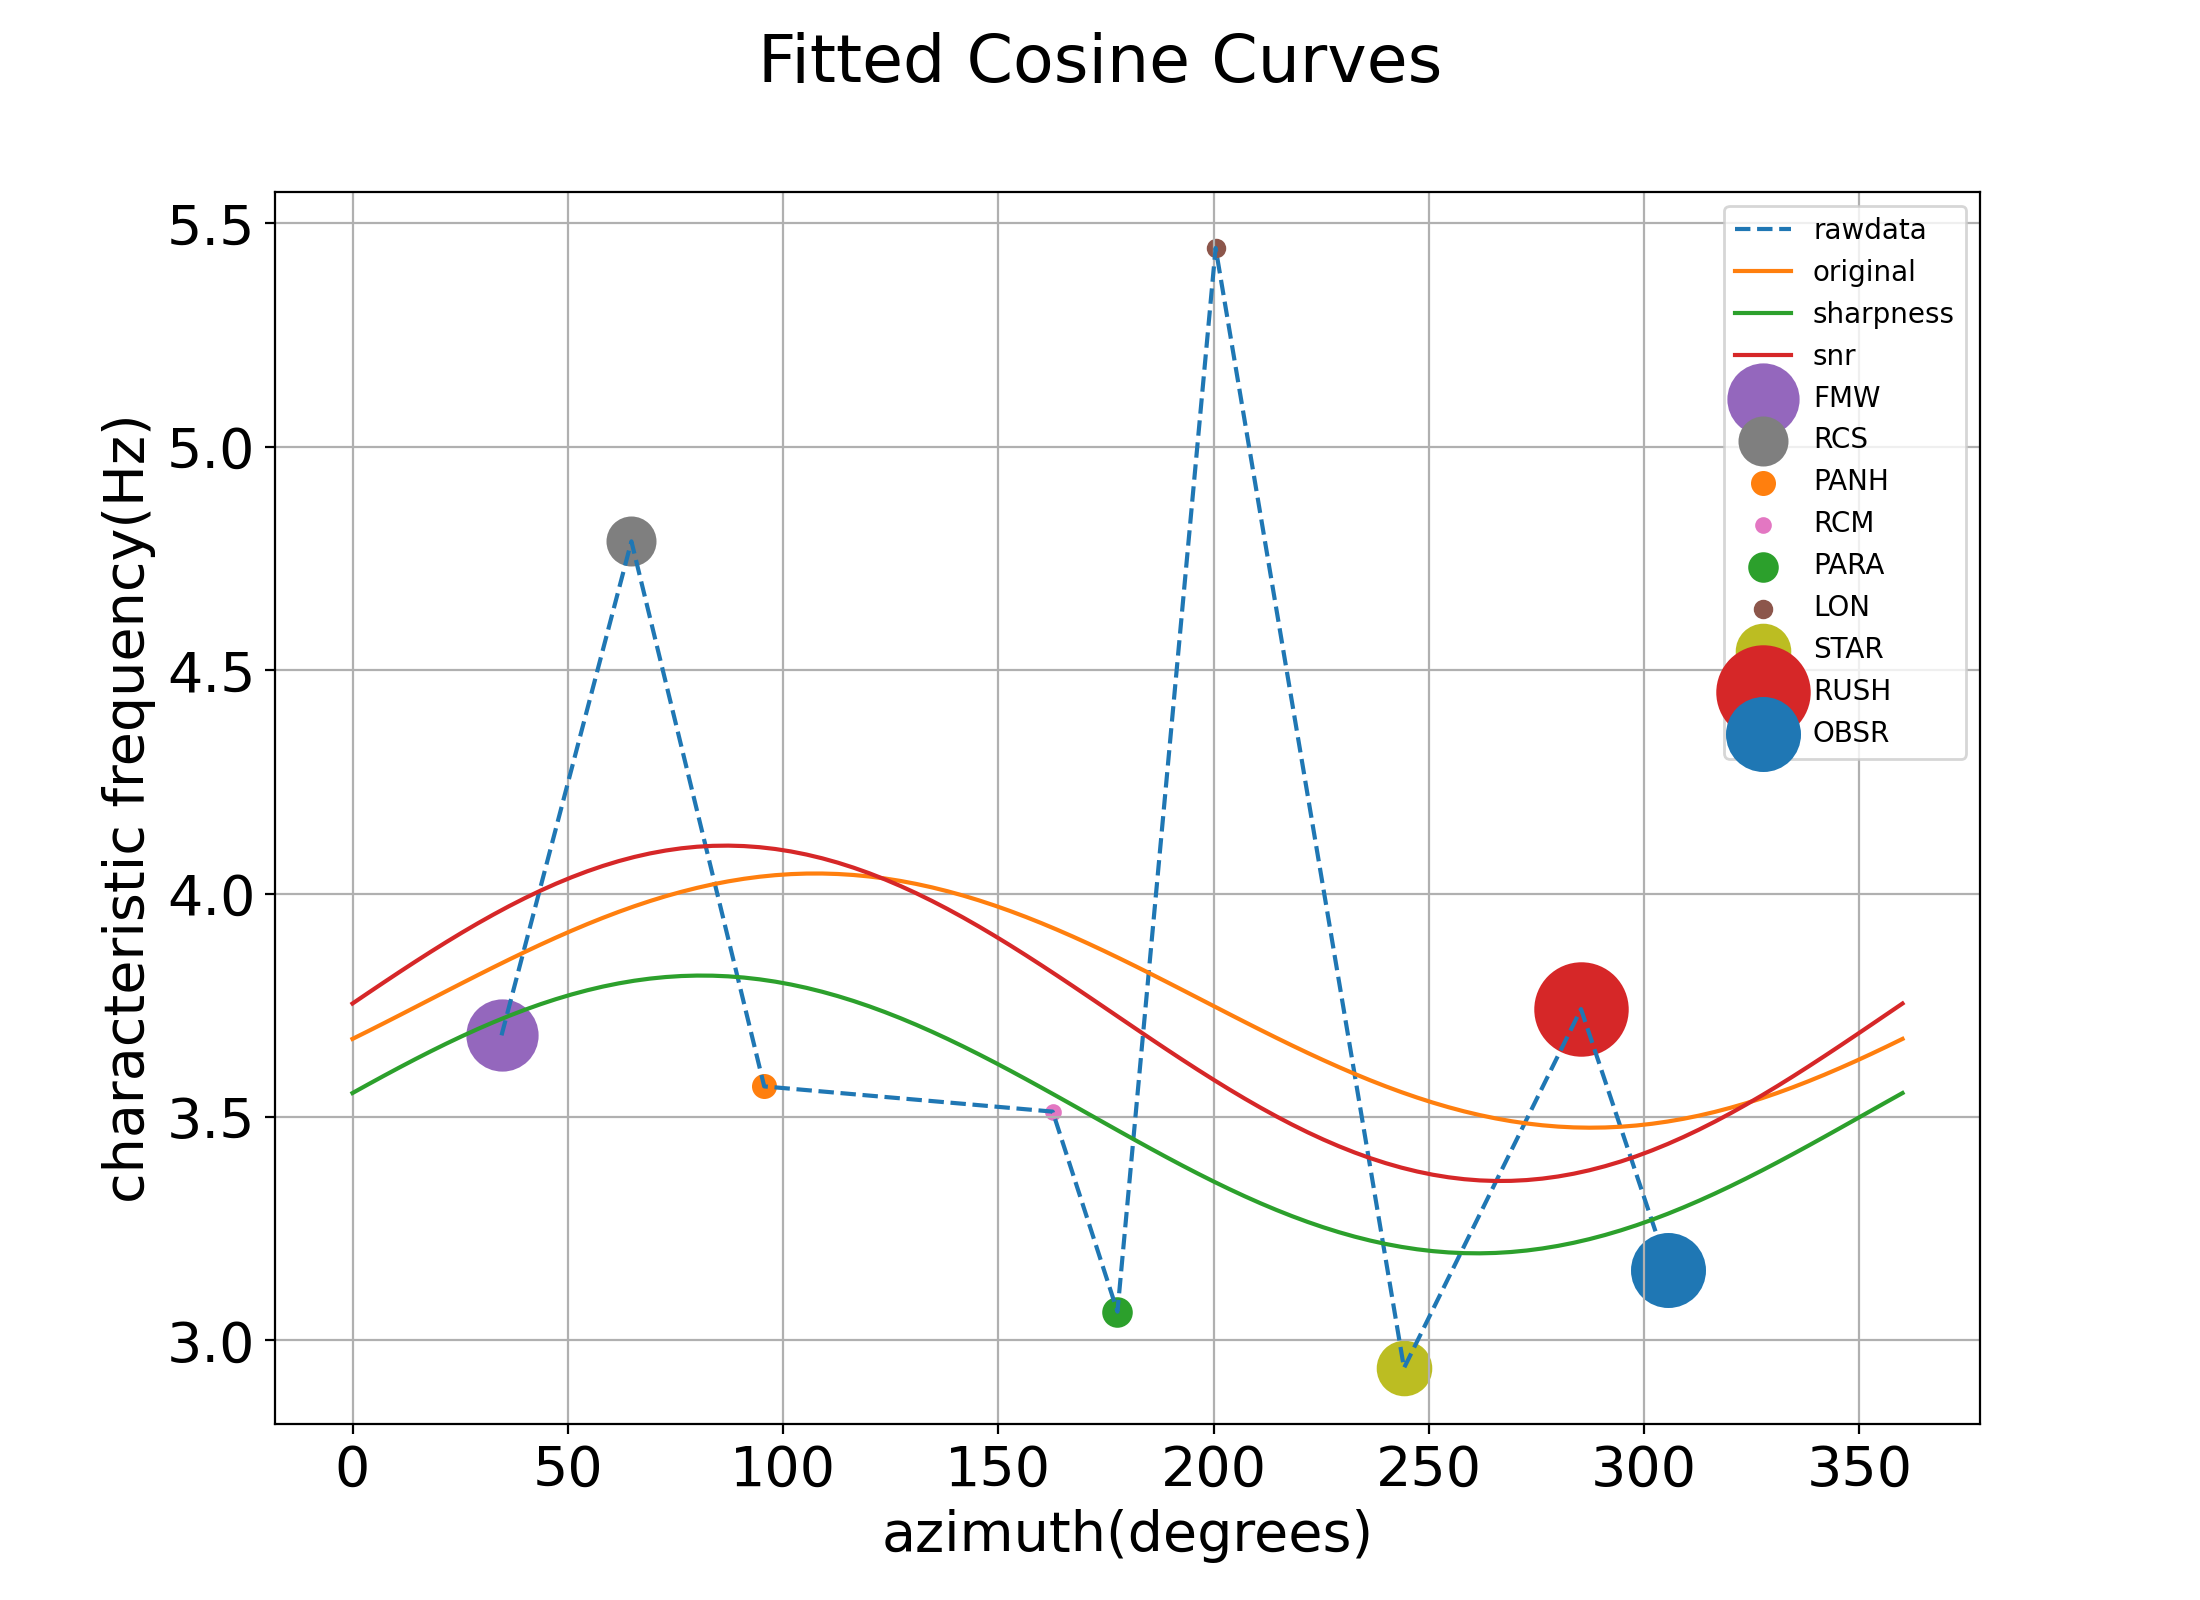 Fitted Cosine Curves
characteristic frequency(Hz)
5.5
5.0
4.5
4.0
3.5
3.0
rawdata
original
sharpness
snr
FMW
RCS
PANH
RCM
PARA
LON
STAR
RUSH
OBSR
0 50 100 150 200 250 300 350
azimuth(degrees)